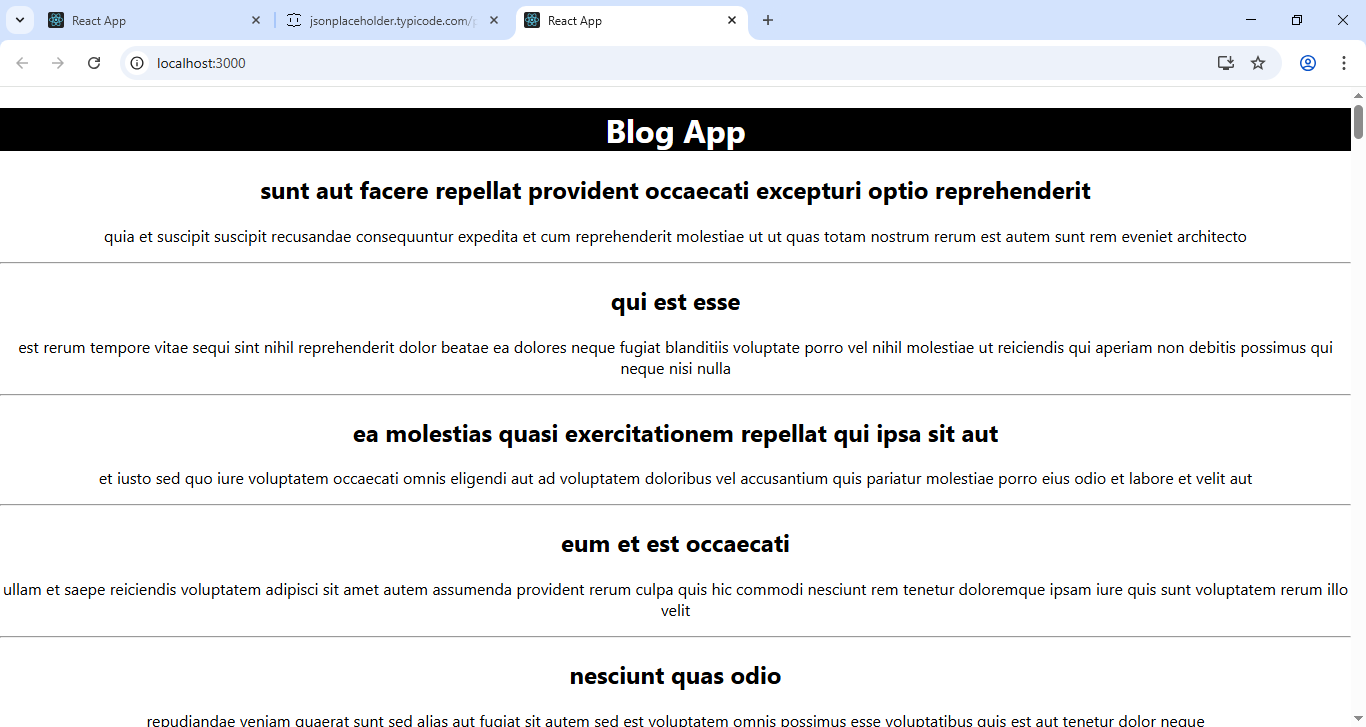 React App
jsonplaceholder.typicode.com/p
React App
localhost:3000
Blog App
sunt aut facere repellat provident occaecati excepturi optio reprehenderit
quia et suscipit suscipit recusandae consequuntur expedita et cum reprehenderit molestiae ut ut quas totam nostrum rerum est autem sunt rem eveniet architecto
qui est esse
est rerum tempore vitae sequi sint nihil reprehenderit dolor beatae ea dolores neque fugiat blanditiis voluptate porro vel nihil molestiae ut reiciendis qui aperiam non debitis possimus qui
neque nisi nulla
ea molestias quasi exercitationem repellat qui ipsa sit aut
et iusto sed quo iure voluptatem occaecati omnis eligendi aut ad voluptatem doloribus vel accusantium quis pariatur molestiae porro eius odio et labore et velit aut
eum et est occaecati
ullam et saepe reiciendis voluptatem adipisci sit amet autem assumenda provident rerum culpa quis hic commodi nesciunt rem tenetur doloremque ipsam iure quis sunt voluptatem rerum illo
velit
nesciunt quas odio
repudiandae veniam quaerat sunt sed alias aut fugiat sit autem sed est voluptatem omnis possimus esse voluptatibus quis est aut tenetur dolor neque